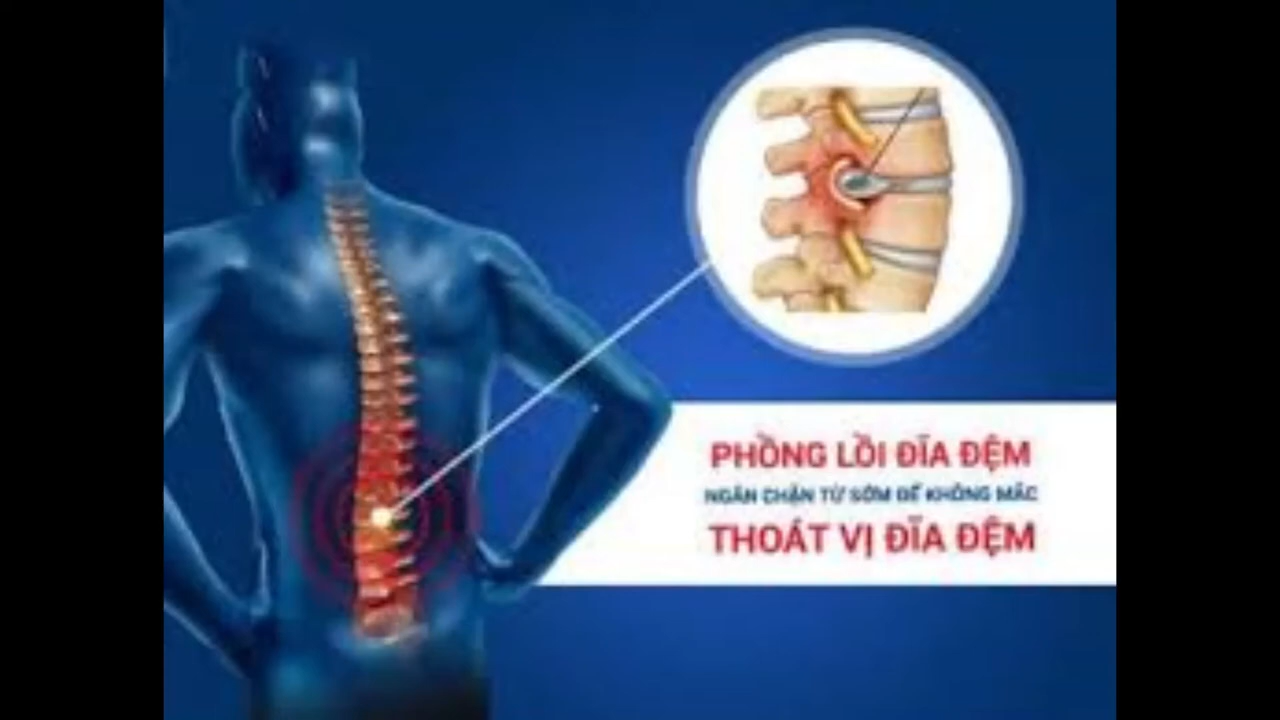 PHỒNG LỒI ĐĨA ĐỆM
NGĂN CHẶN TỪ SỚM ĐỂ KHÔNG MẮC
THOÁT VỊ ĐĨA ĐỆM